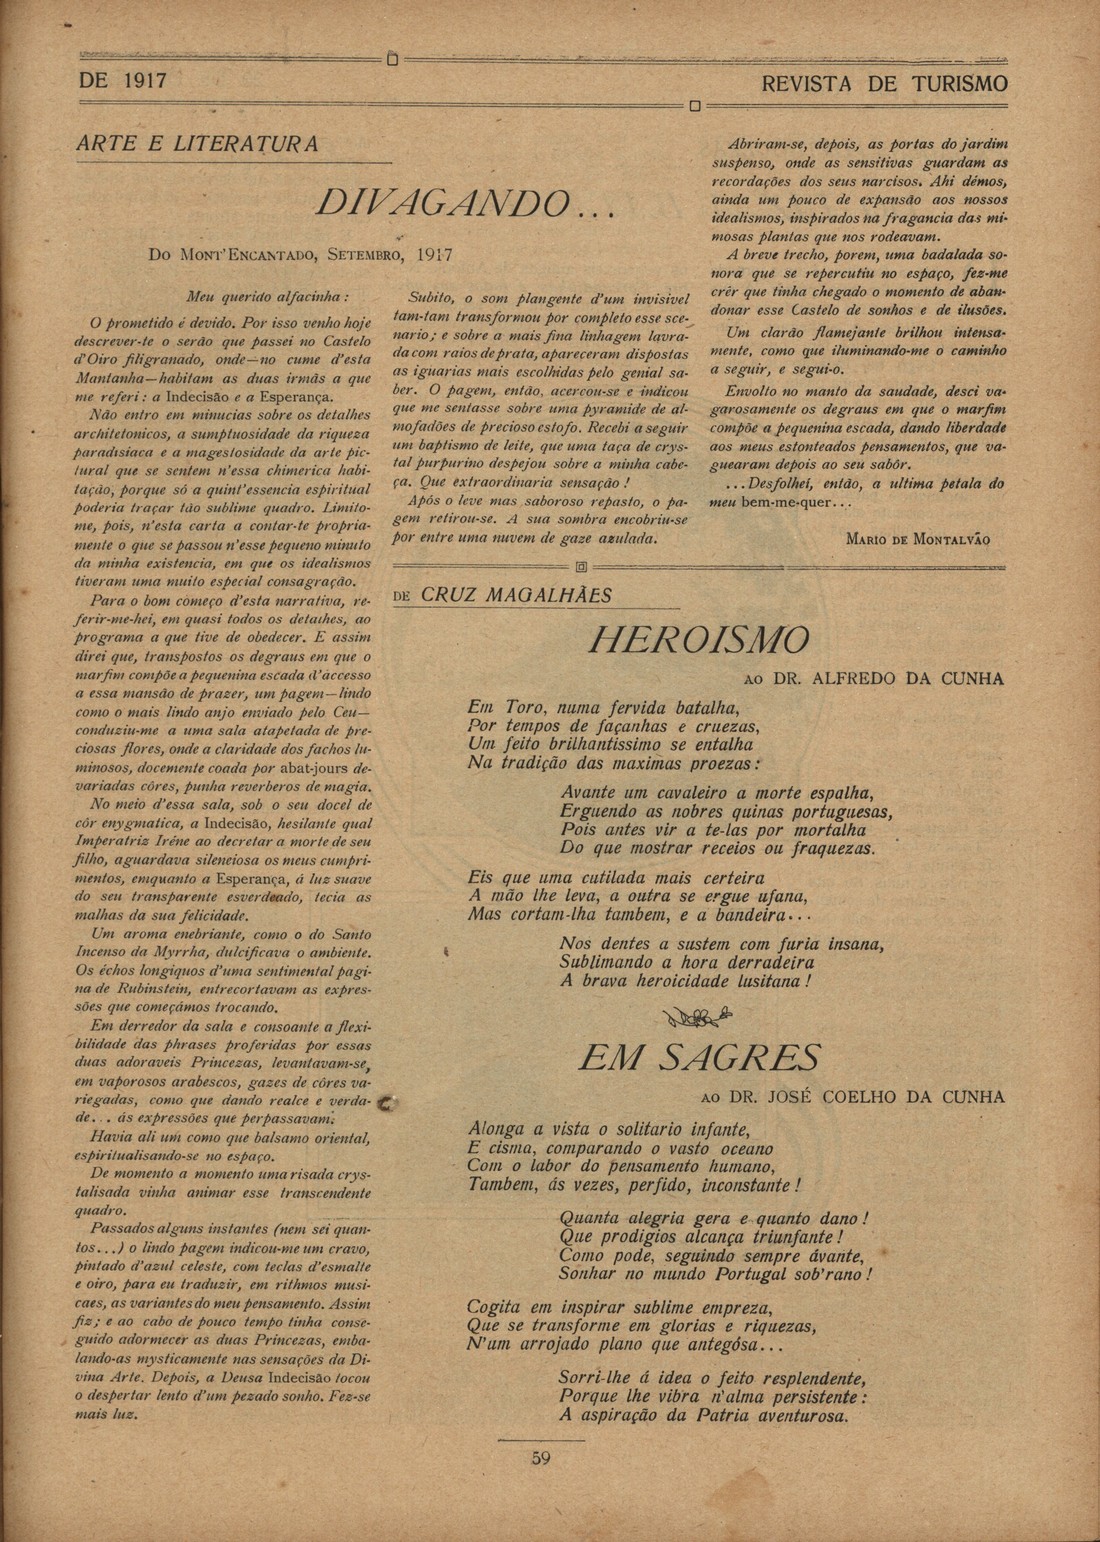 DE 1917
REVISTA DE TURISMO
ARTE E LITERATURA
DIVAGANDO...
Do Mont'Encantado, Setembro, 1917
Meu querido alfacinha :
O prometido é devido. Por isso venho hoje
descrever-te o serão que passei no Castelo
d'Oiro filigranado, onde—no cume d'esta
Mantanha—habitam as duas irmãs a que
me referi : a Indecisão e a Esperança.
Não entro em minucias sobre os detalhes
architetonicos, a sumptuosidade da riqueza
paradisiaca e a magestosidade da arte pic-
tural que se sentem n'essa chimerica habi-
tação, porque só a quint'essencia espiritual
poderia traçar tão sublime quadro. Limito-
me, pois, n'esta carta a contar-te propria-
mente o que se passou n'esse pequeno minuto
da minha existencia, em que os idealismos
tiveram uma muito especial consagração.
Para o bom começo d'esta narrativa, re-
ferir-me-hei, em quasi todos os detalhes, ao
programa a que tive de obedecer. E assim
direi que, transpostos os degraus em que o
marfim compõe a pequenina escada d'accesso
a essa mansão de prazer, um pagem—lindo
como o mais lindo anjo enviado pelo Ceu—
conduziu-me a uma sala atapetada de pre-
ciosas flores, onde a claridade dos fachos lu-
minosos, docemente coada por abat-jours de-
variadas côres, punha reverberos de magia.
No meio d'essa sala, sob o seu docel de
côr enygmatica, a Indecisão, hesilante qual
Imperatriz Iréne ao decretar a morte de seu
filho, aguardava sileneiosa os meus cumpri-
mentos, emquanto a Esperança, á luz suave
do seu transparente esverdeado, tecia as
malhas da sua felicidade.
Um aroma enebriante, como o do Santo
Incenso da Myrrha, dulcificava o ambiente.
Os échos longiquos d'uma sentimental pagi-
na de Rubinstein, entrecortavam as expres-
sões que começámos trocando.
Em derredor da sala e consoante a flexi-
bilidade das phrases proferidas por essas
duas adoraveis Princezas, levantavam-se,
em vaporosos arabescos, gazes de côres va-
riegadas, como que dando realce e verda-
de... ás expressões que perpassavam.
Havia ali um como que balsamo oriental,
espiritualisando-se no espaço.
De momento a momento uma risada crys-
talisada vinha animar esse transcendente
quadro.
Passados alguns instantes (nem sei quan-
tos...) o lindo pagem indicou-me um cravo,
pintado d'azul celeste, com teclas d'esmalte
e oiro, para eu traduzir, em rithmos musi-
caes, as variantes do meu pensamento. Assim
fiz; e ao cabo de pouco tempo tinha conse-
guido adormecer as duas Princezas, emba-
lando-as mysticamente nas sensações da Di-
vina Arte. Depois, a Deusa Indecisão tocou
o despertar lento d'um pezado sonho. Fez-se
mais luz.
Subito, o som plangente d'um invisivel
tam-tam transformou por completo esse sce-
nario; e sobre a mais fina linhagem lavra-
da com raios de prata, apareceram dispostas
as iguarias mais escolhidas pelo genial sa-
ber. O pagem, então, acercou-se e indicou
que me sentasse sobre uma pyramide de al-
mofadões de precioso estofo. Recebi a seguir
um baptismo de leite, que uma taça de crys-
tal purpurino despejou sobre a minha cabe-
ça. Que extraordinaria sensação !
Após o leve mas saboroso repasto, o pa-
gem retirou-se. A sua sombra encobriu-se
por entre uma nuvem de gaze azulada.
Abriram-se, depois, as portas do jardim
suspenso, onde as sensitivas guardam as
recordações dos seus narcisos. Ahi démos,
ainda um pouco de expansão aos nossos
idealismos, inspirados na fragancia das mi-
mosas plantas que nos rodeavam.
A breve trecho, porem, uma badalada so-
nora que se repercutiu no espaço, fez-me
crêr que tinha chegado o momento de aban-
donar esse Castelo de sonhos e de ilusões.
Um clarão flamejante brilhou intensa-
mente, como que iluminando-me o caminho
a seguir, e segui-o.
Envolto no manto da saudade, desci va-
garosamente os degraus em que o marfim
compõe a pequenina escada, dando liberdade
aos meus estonteados pensamentos, que va-
guearam depois ao seu sabôr.
...Desfolhei, então, a ultima petala do
meu bem-me-quer...
Mario de Montalvão
DE CRUZ MAGALHÃES
HEROISMO
AO DR. ALFREDO DA CUNHA
Em Toro, numa fervida batalha,
Por tempos de façanhas e cruezas,
Um feito brilhantissimo se entalha
Na tradição das maximas proezas :
Avante um cavaleiro a morte espalha,
Erguendo as nobres quinas portuguesas,
Pois antes vir a te-las por mortalha
Do que mostrar receios ou fraquezas.
Eis que uma cutilada mais certeira
A mão lhe leva, a outra se ergue ufana,
Mas cortam-lha tambem, e a bandeira...
Nos dentes a sustem com furia insana,
Sublimando a hora derradeira
A brava heroicidade lusitana !
EM SAGRES
AO DR. JOSÉ COELHO DA CUNHA
Alonga a vista o solitario infante,
E cisma, comparando o vasto oceano
Com o labor do pensamento humano,
Tambem, ás vezes, perfido, inconstante !
Quanta alegria gera e quanto dano !
Que prodigios alcança triunfante !
Como pode, seguindo sempre ávante,
Sonhar no mundo Portugal sob'rano !
Cogita em inspirar sublime empreza,
Que se transforme em glorias e riquezas,
N'um arrojado plano que antegósa...
Sorri-lhe á idea o feito resplendente,
Porque lhe vibra n'alma persistente :
A aspiração da Patria aventurosa.
59